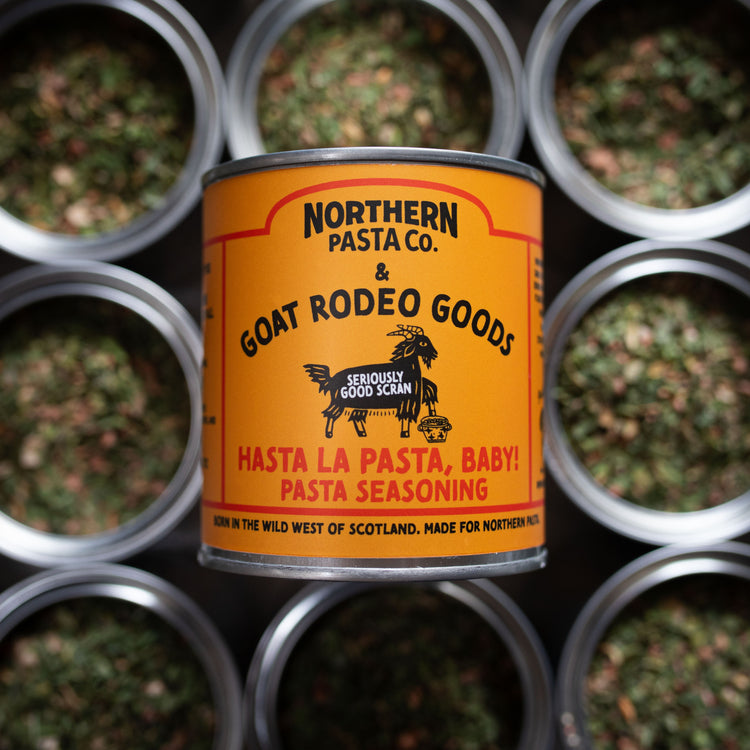 NORTHERN
PASTA CO.
&
GOAT RODEO GOODS
SERIOUSLY
GOOD SCRAN
HASTA LA PASTA, BABY!
PASTA SEASONING
BORN IN THE WILD WEST OF SCOTLAND. MADE FOR NORTHERN PASTA.